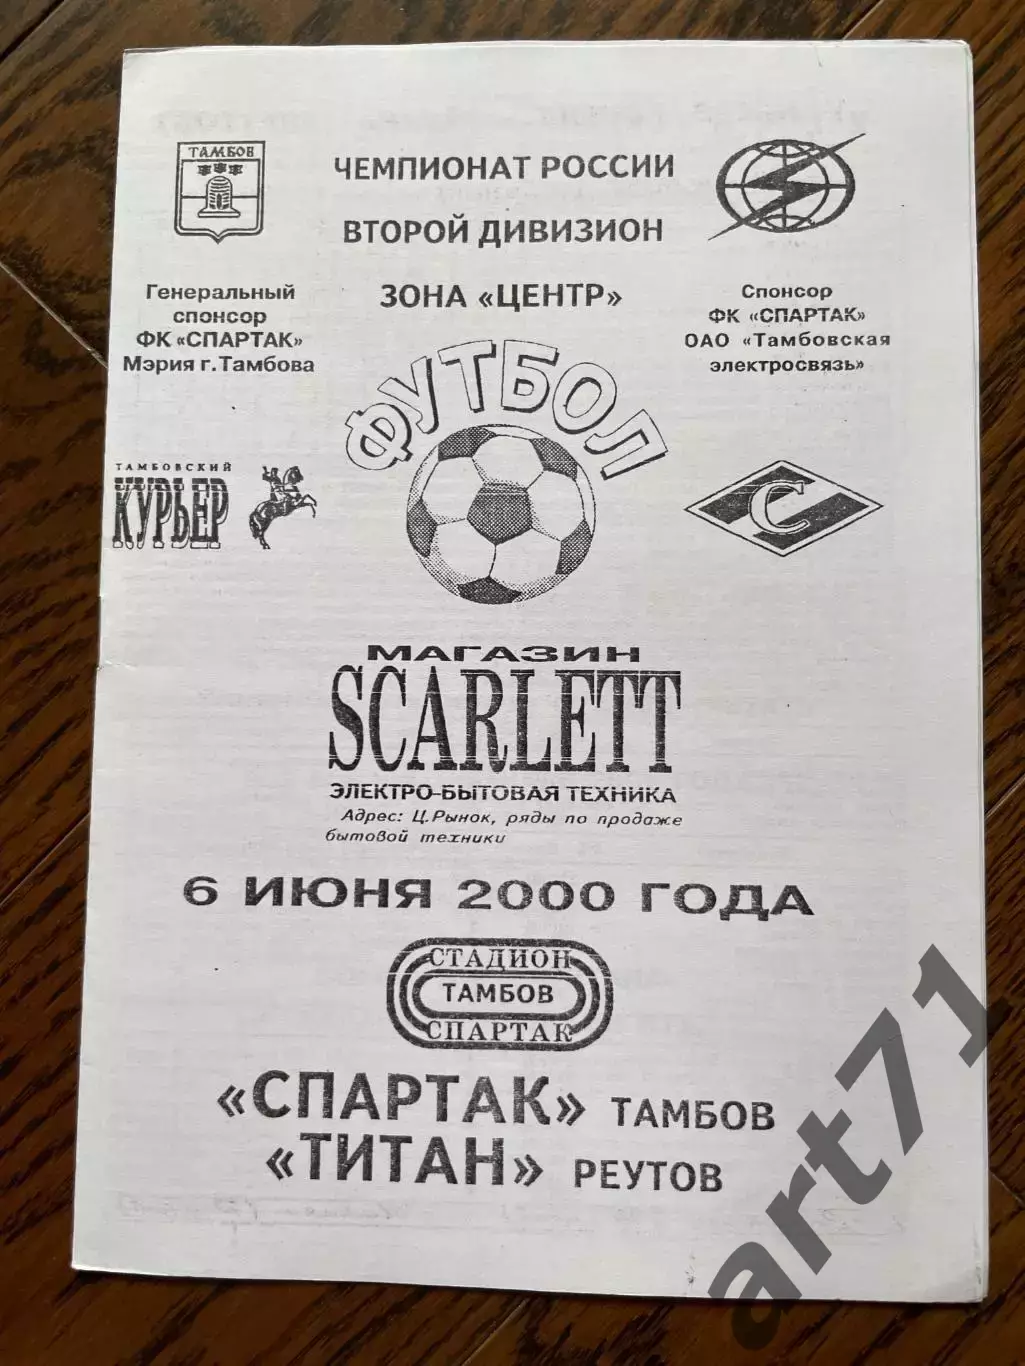 ТАМБОВ
ЧЕМПИОНАТ РОССИИ
ВТОРОЙ ДИВИЗИОН
ЗОНА «ЦЕНТР»
Генеральный
спонсор
ФК «СПАРТАК»
Мэрия г. Тамбова
Спонсор
ФК «СПАРТАК»
ОАО «Тамбовская
электросвязь»
ФУТБОЛ
ТАМБОВСКИЙ
КУРЬЕР
С
МАГАЗИН
SCARLETT
ЭЛЕКТРО-БЫТОВАЯ ТЕХНИКА
Адрес: Ц.Рынок, ряды по продаже
бытовой техники
6 ИЮНЯ 2000 ГОДА
СТАДИОН
ТАМБОВ
СПАРТАК
«СПАРТАК» ТАМБОВ
«ТИТАН» РЕУТОВ
art71